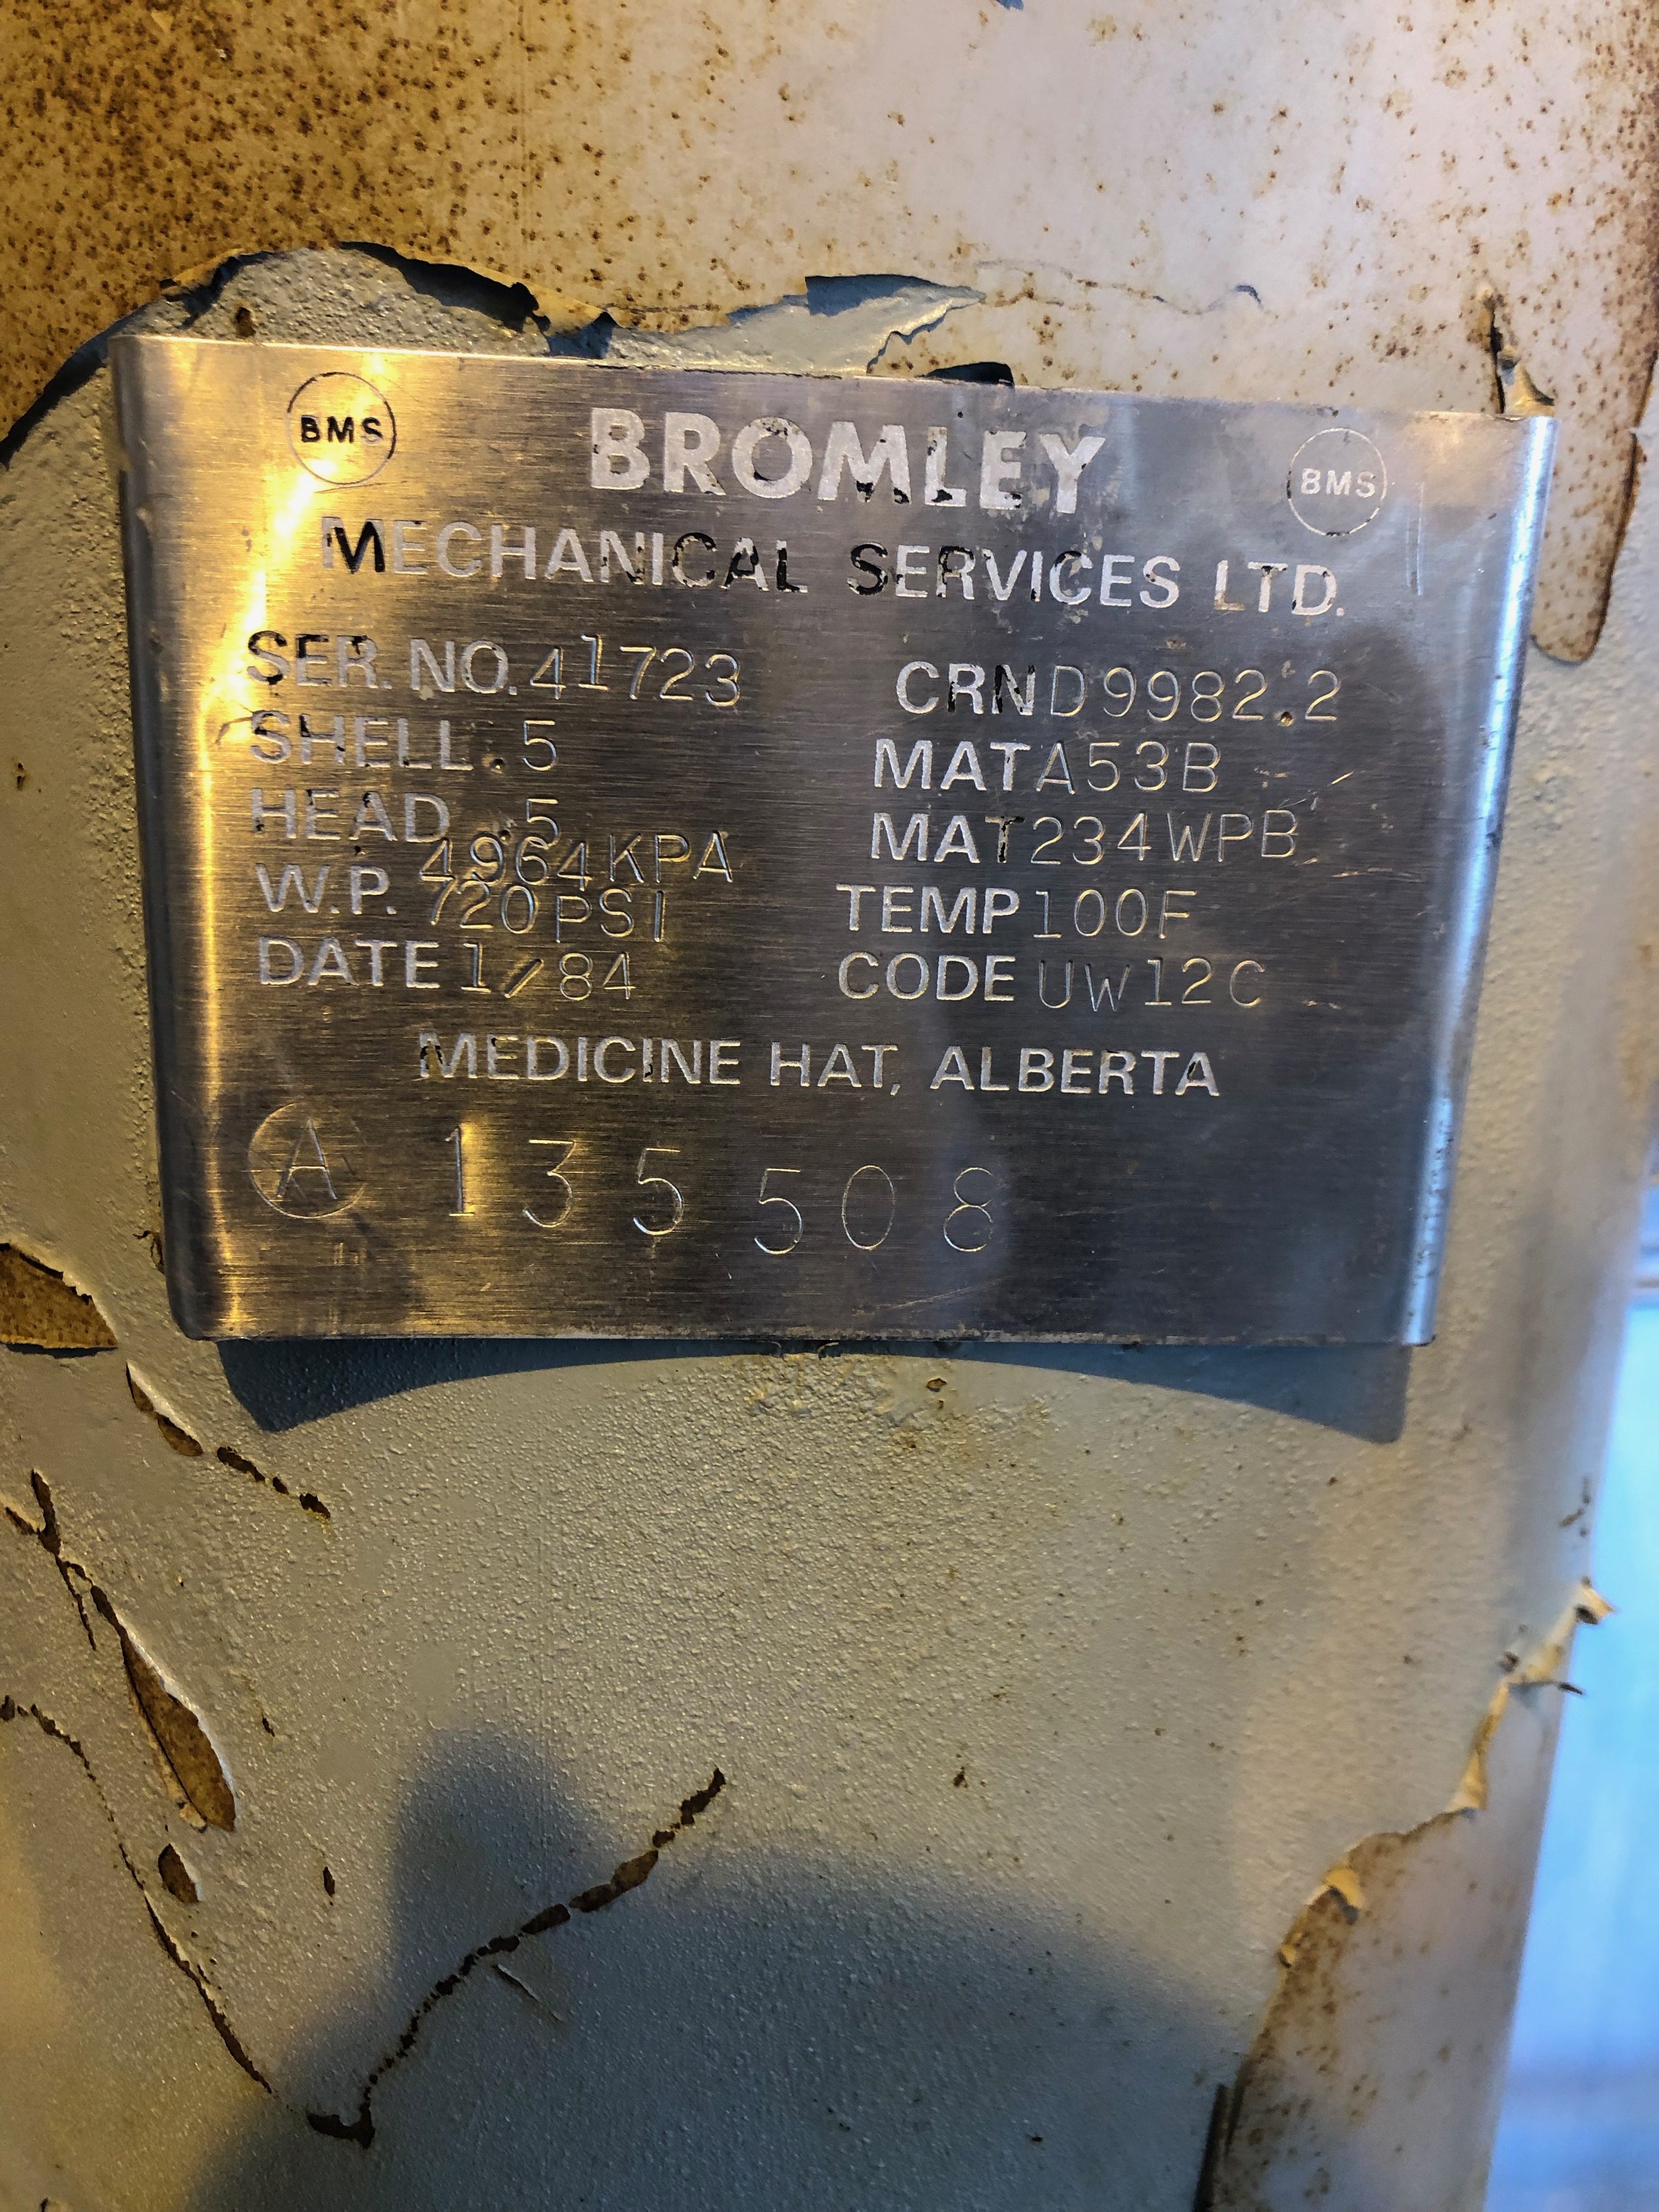 BMS BROMLEY BMS
MECHANICAL SERVICES LTD.
SER. NO. 41723 CRN D9982.2
SHELL .5 MAT A53B
HEAD .5 MAT 234WPB
W.P. 4964KPA
720PSI TEMP 100F
DATE 1/84 CODE UW12C
MEDICINE HAT, ALBERTA
A 135508